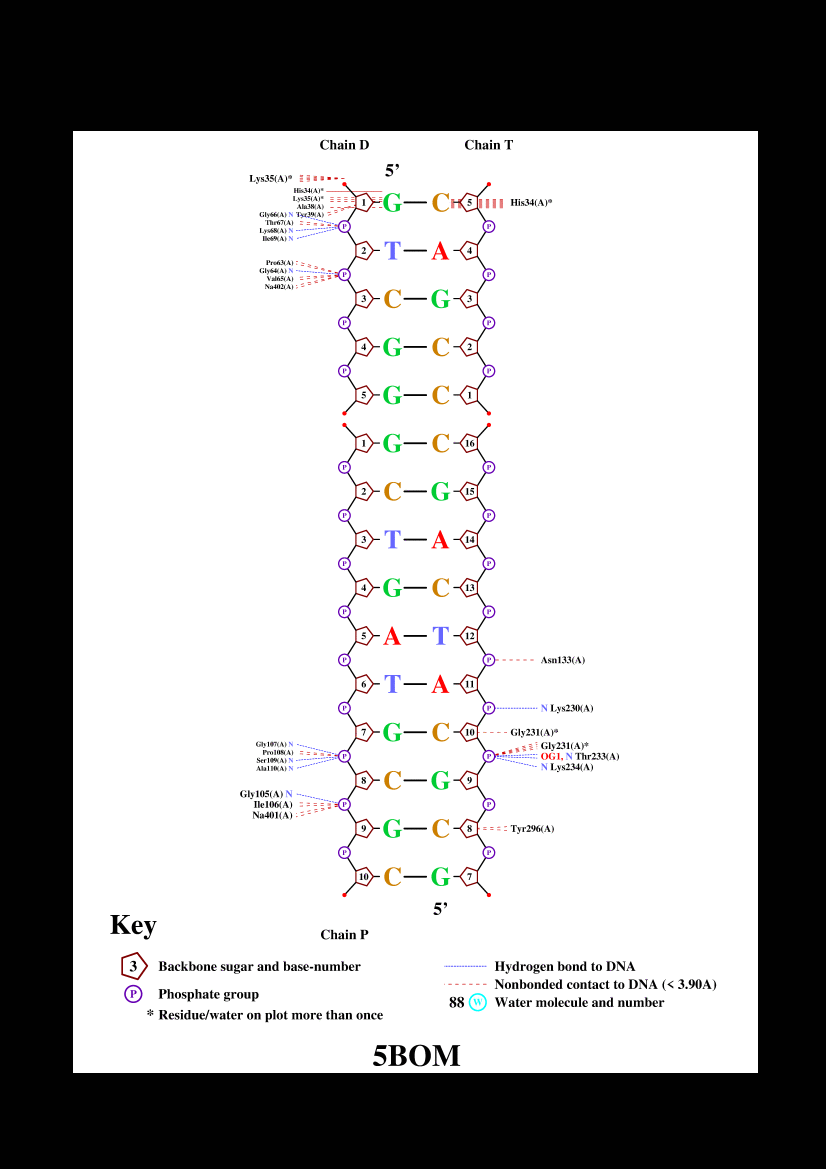 Chain D Chain T
5’
Lys35(A)*
His34(A)*
Lys35(A)*
Ala38(A)
Tyr39(A)
1 G C 5 His34(A)*
Gly66(A) N
Thr67(A)
Lys68(A) N
Ile69(A) N
P P
2 T A 4
Pro63(A)
Gly64(A) N
Val65(A)
Na402(A)
P P
3 C G 3
P P
4 G C 2
P P
5 G C 1
1 G C 16
P P
2 C G 15
P P
3 T A 14
P P
4 G C 13
P P
5 A T 12
P P Asn133(A)
6 T A 11
P P N Lys230(A)
7 G C 10 Gly231(A)*
Gly107(A) N
Pro108(A)
Ser109(A) N
Ala110(A) N
P P
Gly231(A)*
OG1, N Thr233(A)
N Lys234(A)
8 C G 9
Gly105(A) N
Ile106(A)
Na401(A)
P P
9 G C 8 Tyr296(A)
P P
10 C G 7
5’
Key
Chain P
3 Backbone sugar and base-number
P Phosphate group
* Residue/water on plot more than once
Hydrogen bond to DNA
Nonbonded contact to DNA (< 3.90A)
88 W Water molecule and number
5BOM